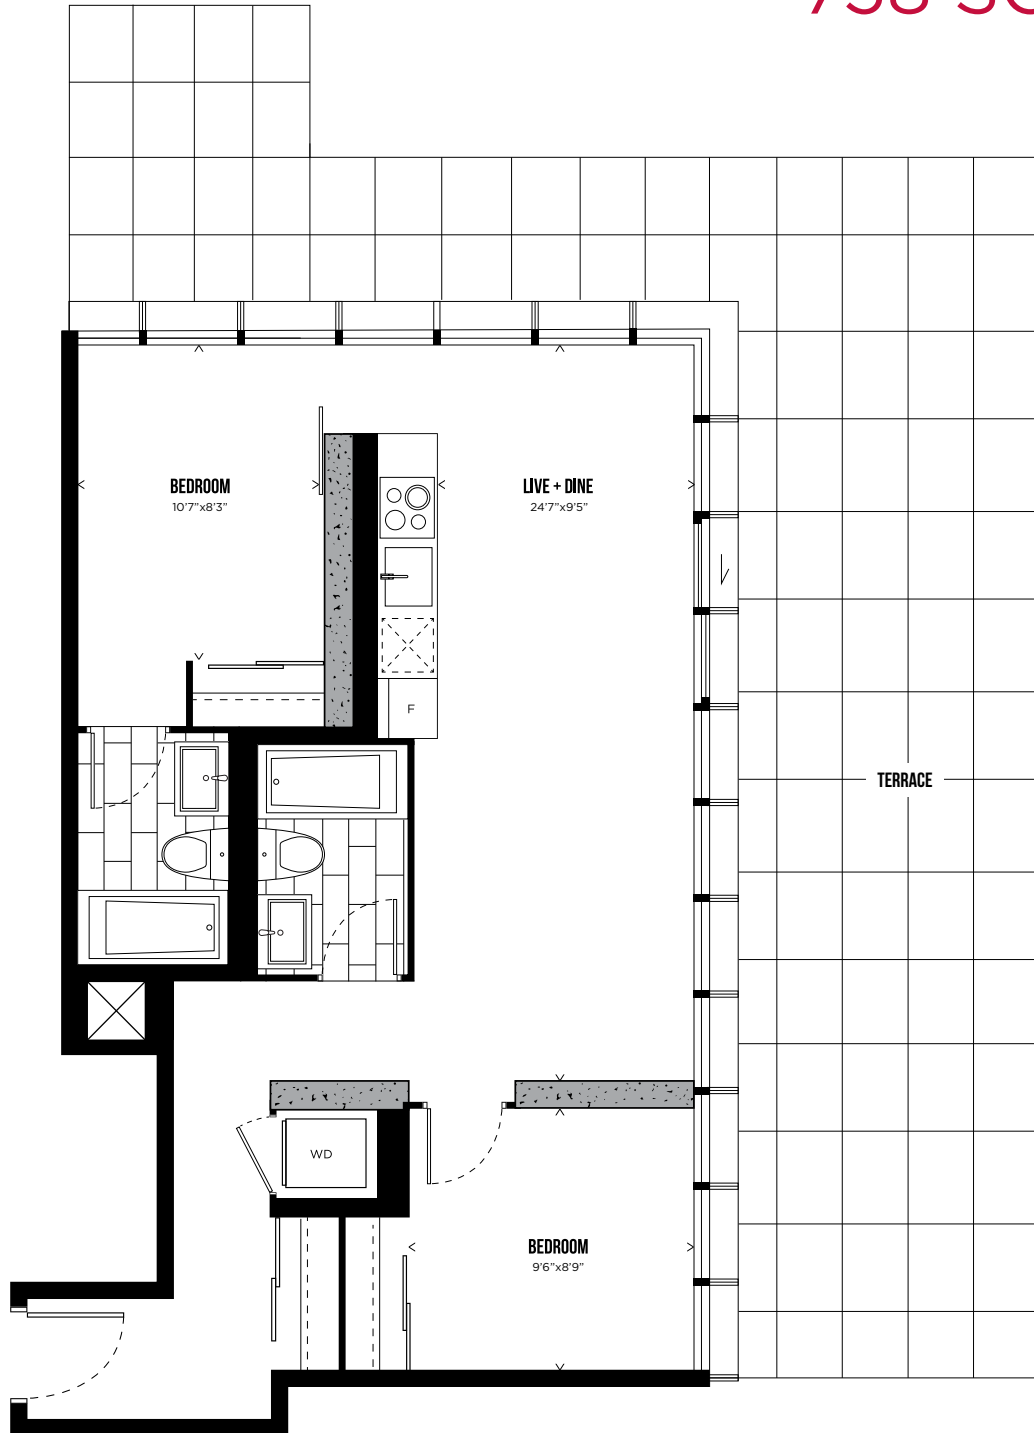 BEDROOM
10'7"x8'3"
LIVE + DINE
24'7"x9'5"
F
TERRACE
WD
BEDROOM
9'6"x8'9"